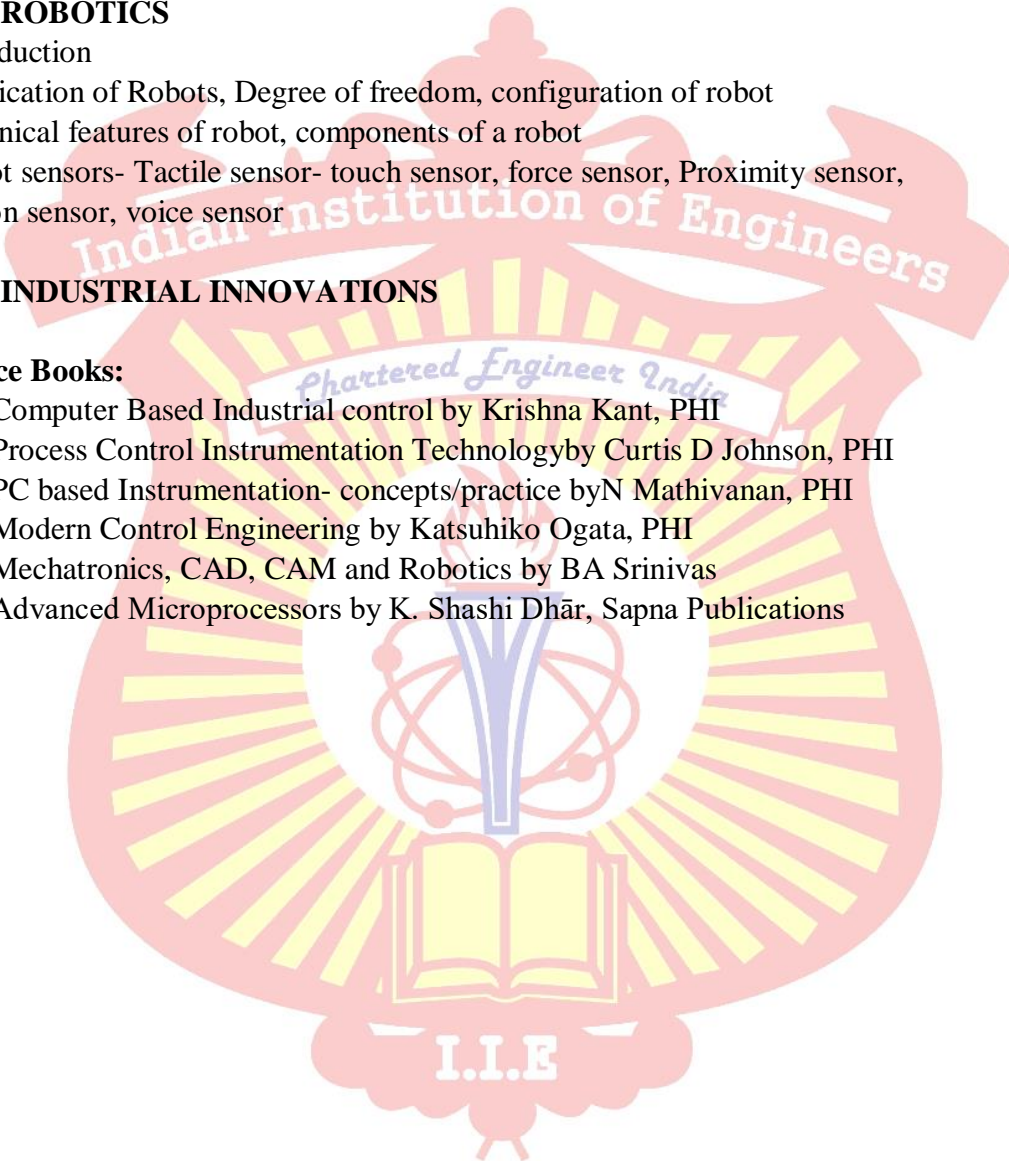 ROBOTICS
duction
ication of Robots, Degree of freedom, configuration of robot
nical features of robot, components of a robot
t sensors- Tactile sensor- touch sensor, force sensor, Proximity sensor,
on sensor, voice sensor
Indian Institution of Engineers
INDUSTRIAL INNOVATIONS
Chartered Engineer India
ce Books:
Computer Based Industrial control by Krishna Kant, PHI
Process Control Instrumentation Technologyby Curtis D Johnson, PHI
PC based Instrumentation- concepts/practice byN Mathivanan, PHI
Modern Control Engineering by Katsuhiko Ogata, PHI
Mechatronics, CAD, CAM and Robotics by BA Srinivas
Advanced Microprocessors by K. Shashi Dhār, Sapna Publications
I.I.E